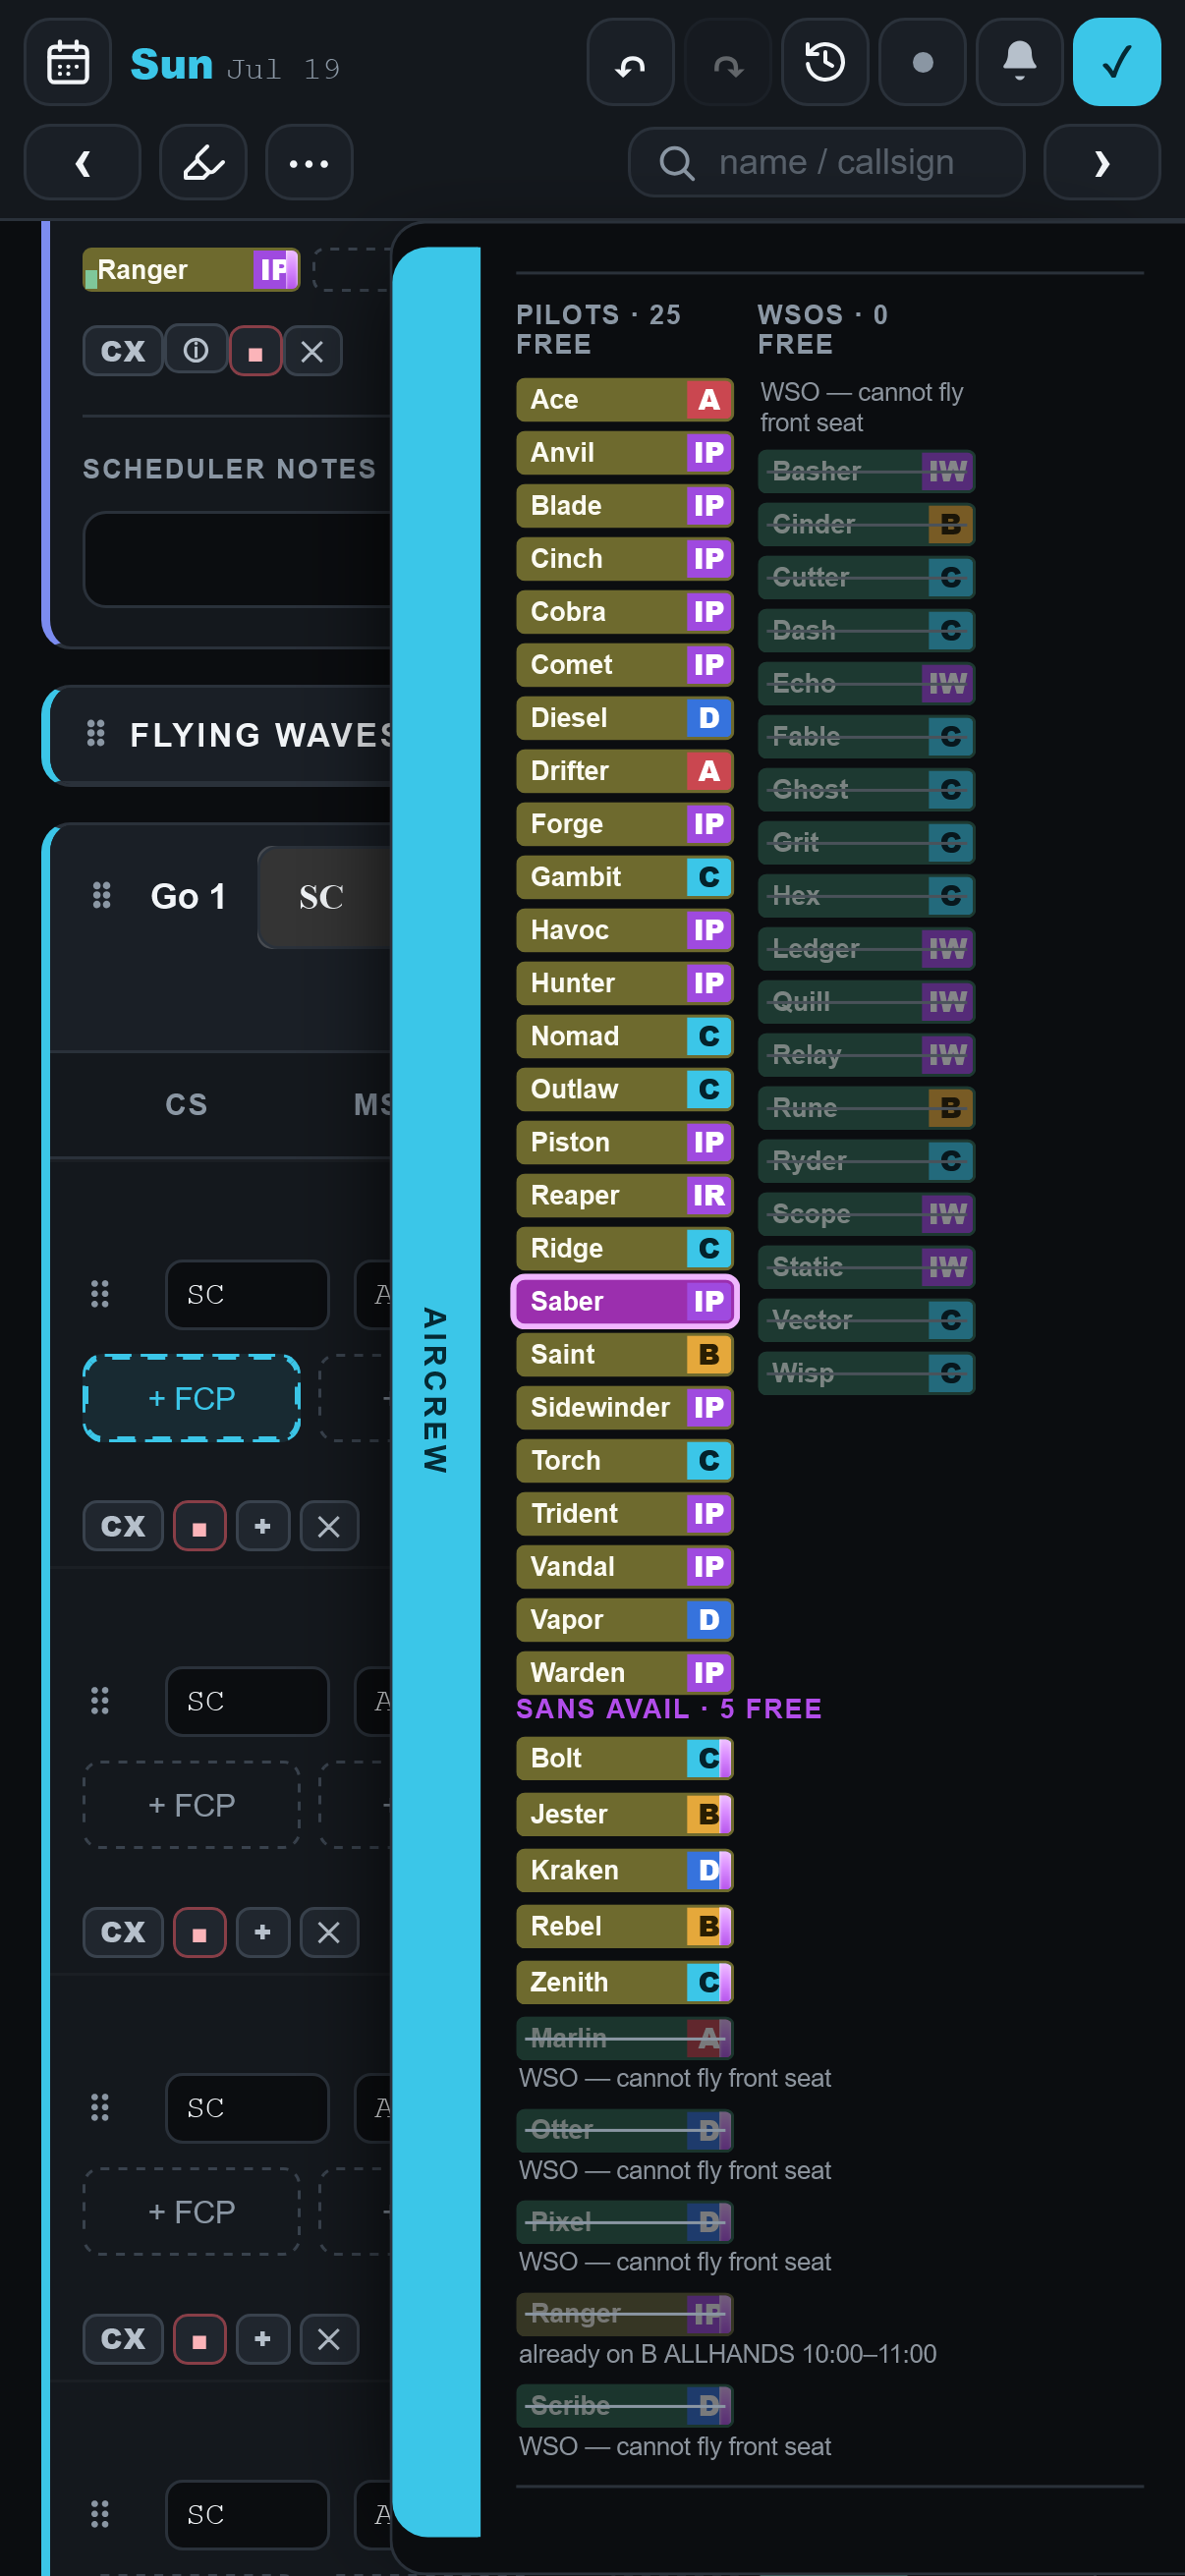 Sun Jul 19
name / callsign
Ranger IP
CX
SCHEDULER NOTES
FLYING WAVES
Go 1 SC
CS MS
SC A
+ FCP
CX
SC A
+ FCP
CX
SC A
+ FCP
CX
SC A
AIRCREW
PILOTS · 25
FREE
Ace A
Anvil IP
Blade IP
Cinch IP
Cobra IP
Comet IP
Diesel D
Drifter A
Forge IP
Gambit C
Havoc IP
Hunter IP
Nomad C
Outlaw C
Piston IP
Reaper IR
Ridge C
Saber IP
Saint B
Sidewinder IP
Torch C
Trident IP
Vandal IP
Vapor D
Warden IP
WSOS · 0
FREE
WSO — cannot fly
front seat
Basher IW
Cinder B
Cutter C
Dash C
Echo IW
Fable C
Ghost C
Grit C
Hex C
Ledger IW
Quill IW
Relay IW
Rune B
Ryder C
Scope IW
Static IW
Vector C
Wisp C
SANS AVAIL · 5 FREE
Bolt C
Jester B
Kraken D
Rebel B
Zenith C
Marlin A
WSO — cannot fly front seat
Otter D
WSO — cannot fly front seat
Pixel D
WSO — cannot fly front seat
Ranger IP
already on B ALLHANDS 10:00–11:00
Scribe D
WSO — cannot fly front seat